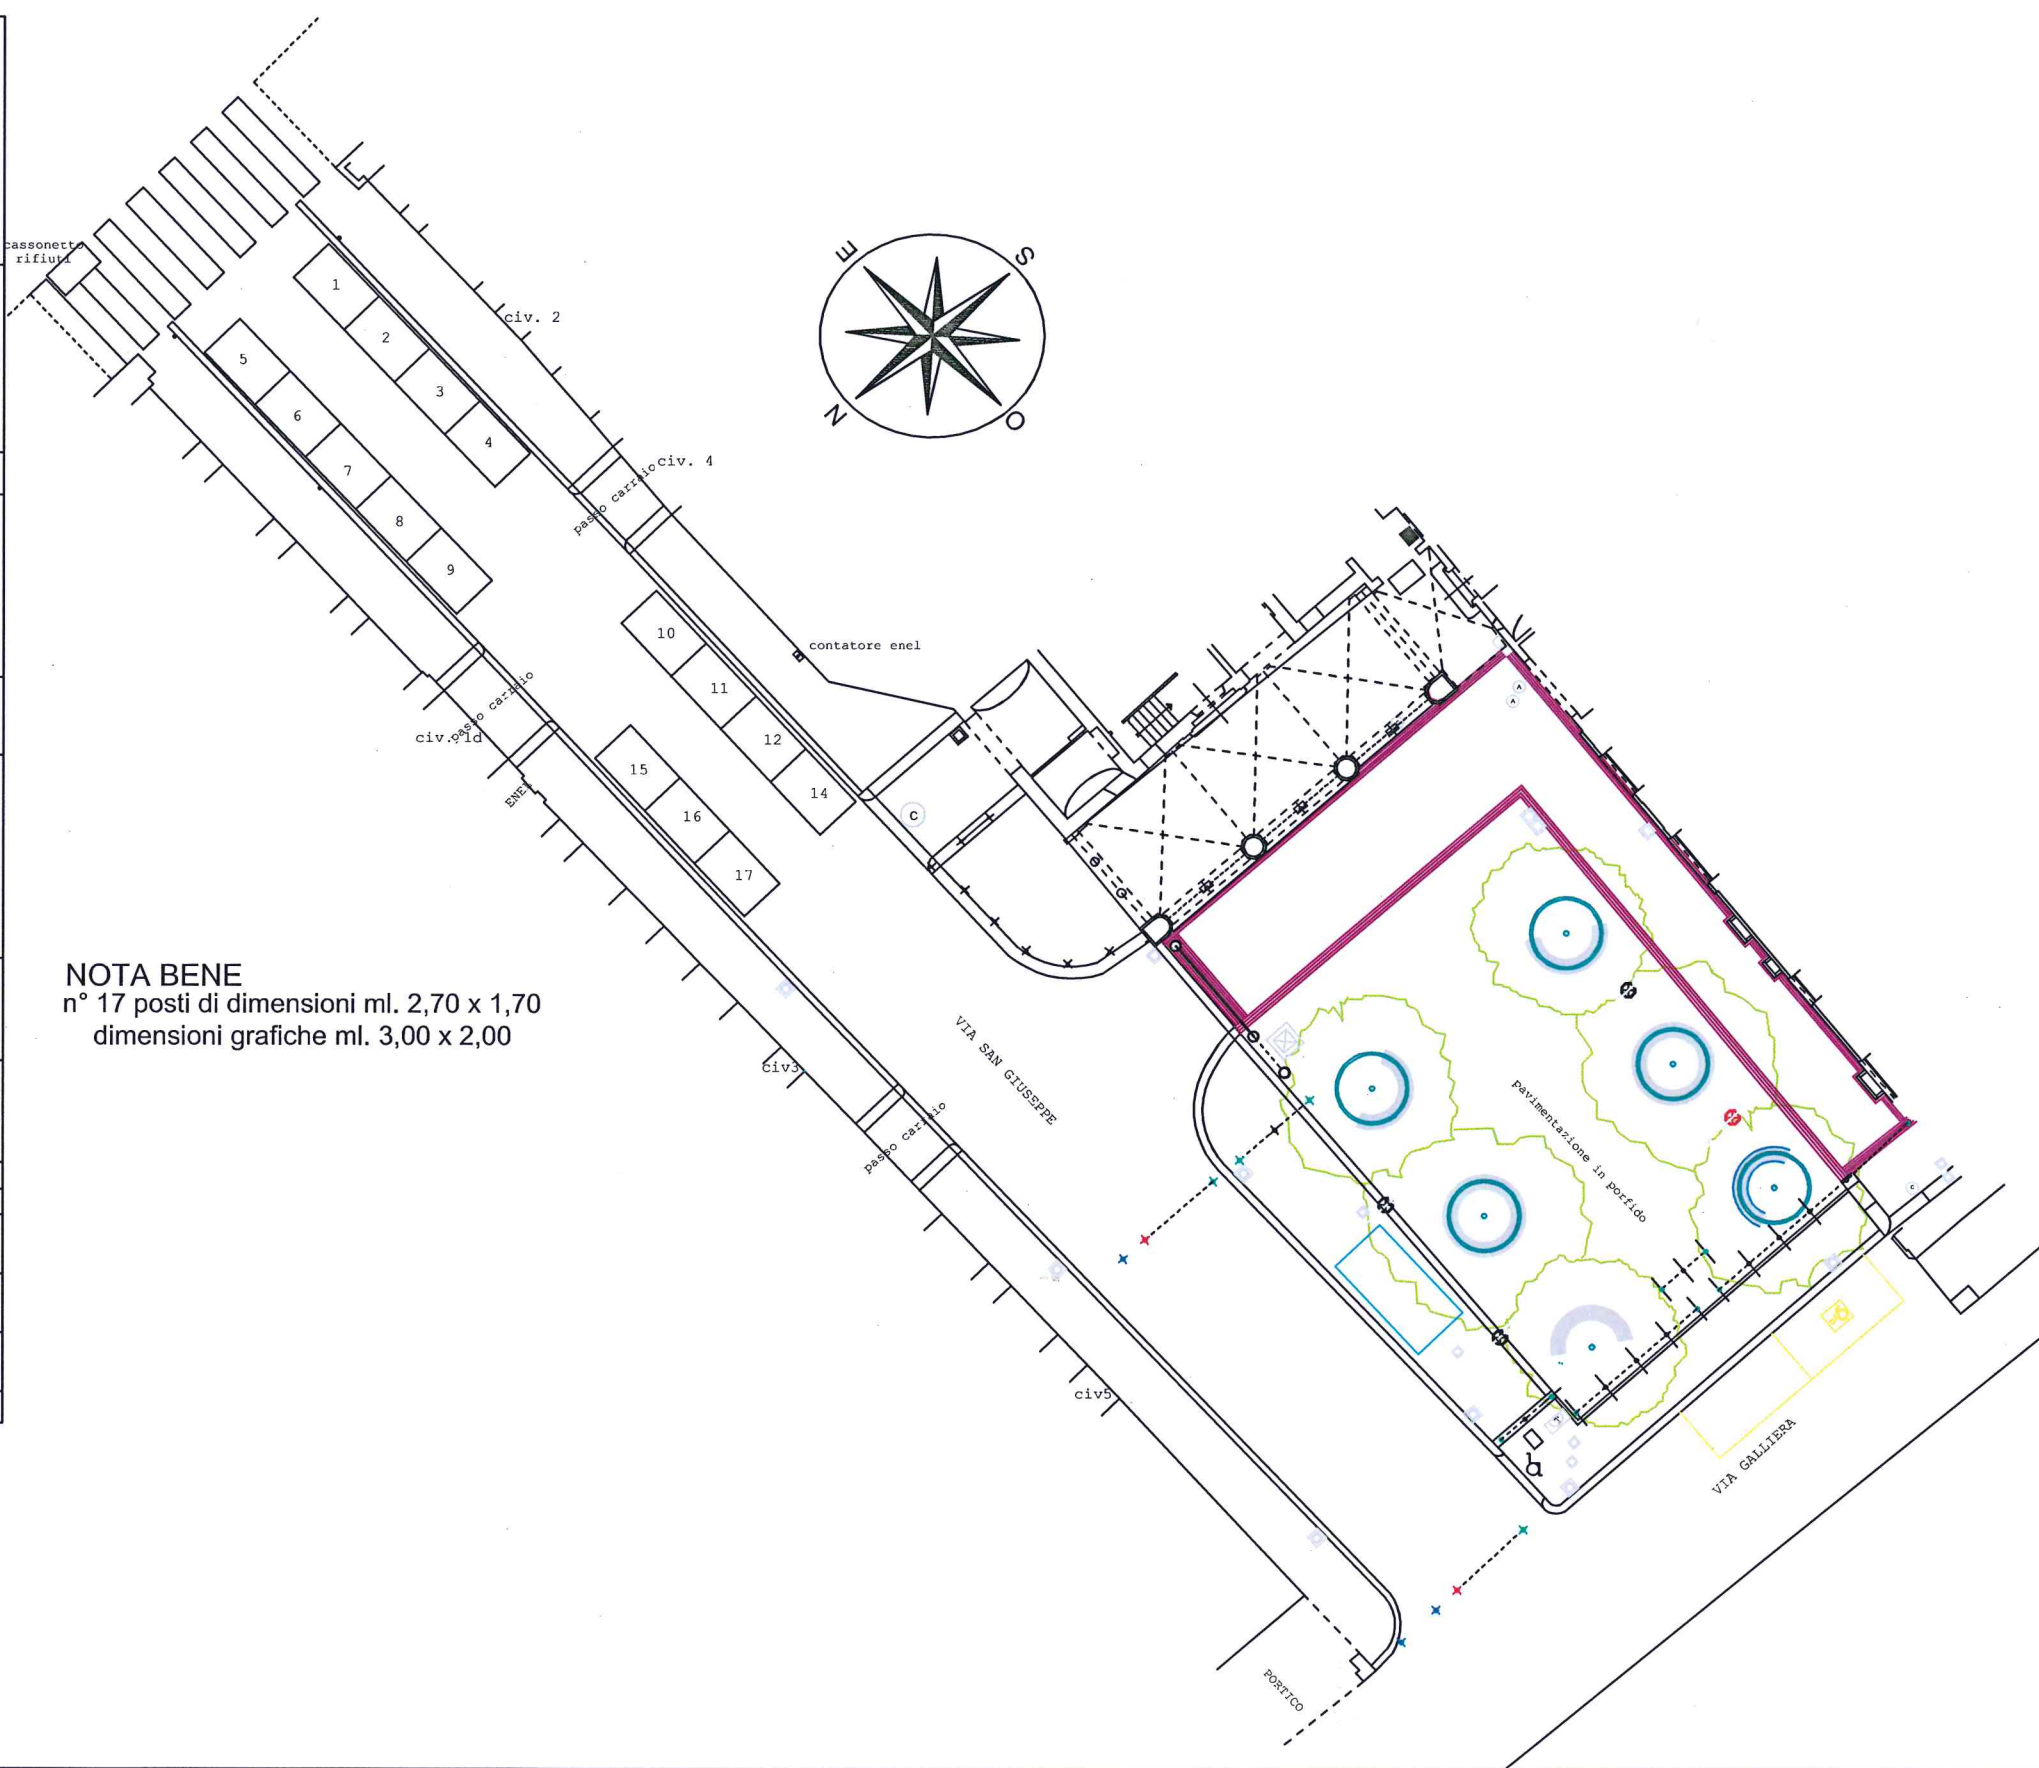 cassonetto
rifiuti
E
S
N
O
1
2
3
4
5
6
7
8
9
civ. 2
civ. 4
passo carraio
contatore enel
10
11
12
14
passo carraio
civ. 1d
ENEL
15
16
17
C
A
A
NOTA BENE
n° 17 posti di dimensioni ml. 2,70 x 1,70
dimensioni grafiche ml. 3,00 x 2,00
VIA SAN GIUSEPPE
civ3
passo carraio
pavimentazione in porfido
C
civ5
T
VIA GALLIERA
PORTICO